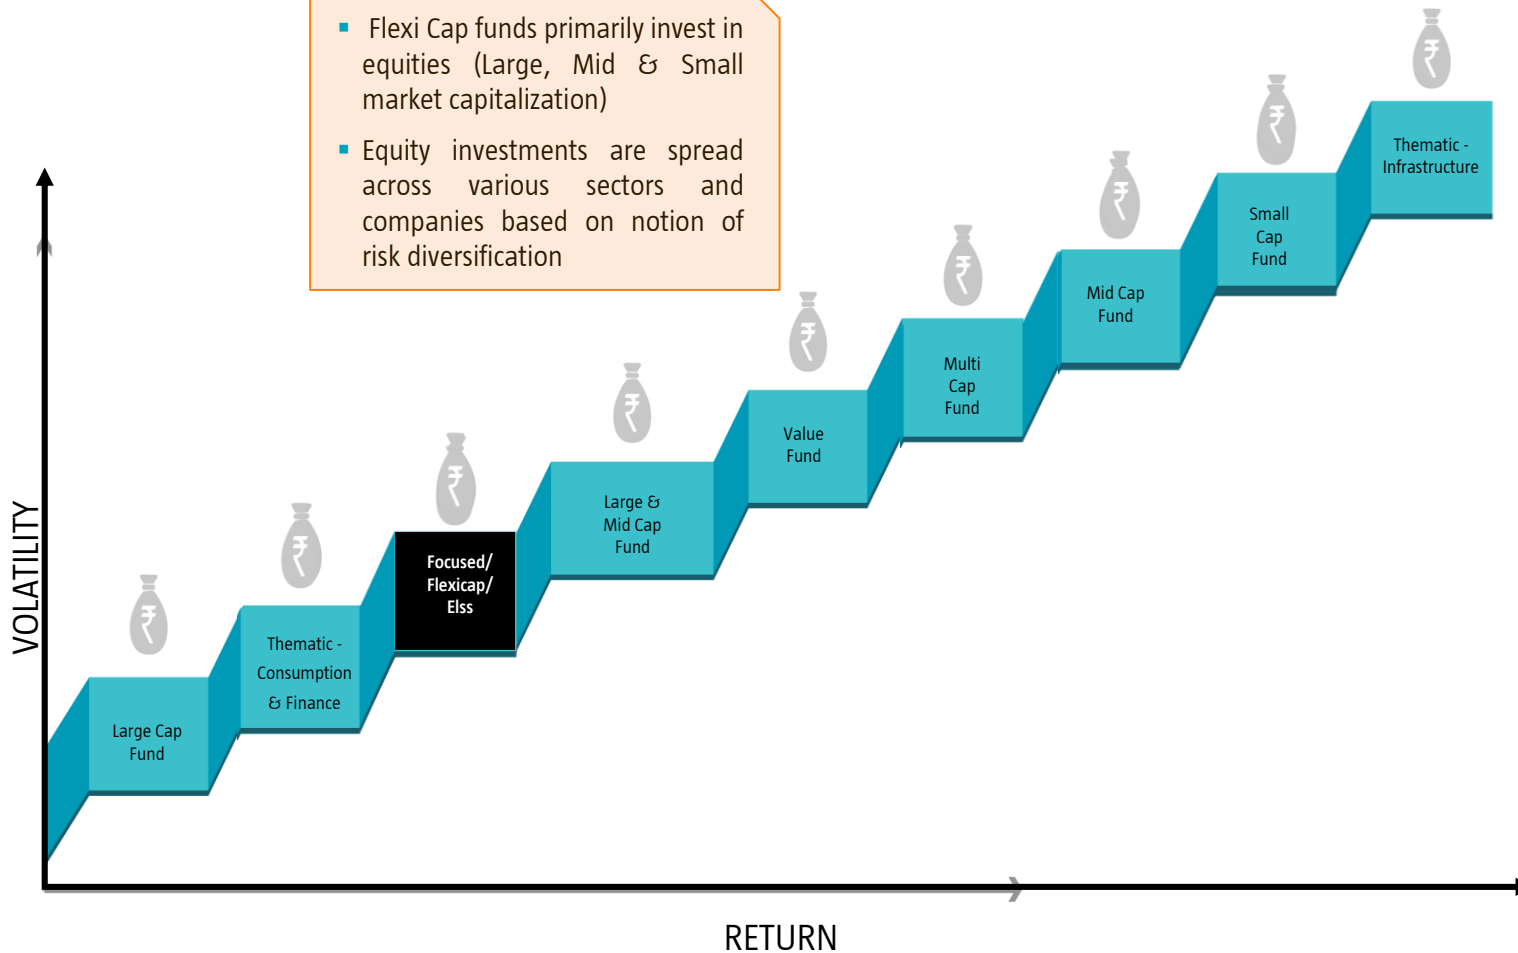 ▪ Flexi Cap funds primarily invest in
equities (Large, Mid & Small
market capitalization)
▪ Equity investments are spread
across various sectors and
companies based on notion of
risk diversification
₹
Thematic -
Infrastructure
₹
Small
Cap
Fund
₹
Mid Cap
Fund
₹
Multi
Cap
Fund
₹
Value
Fund
₹
Large &
Mid Cap
Fund
₹
Focused/
Flexicap/
Elss
₹
Thematic -
Consumption
& Finance
₹
Large Cap
Fund
VOLATILITY
RETURN